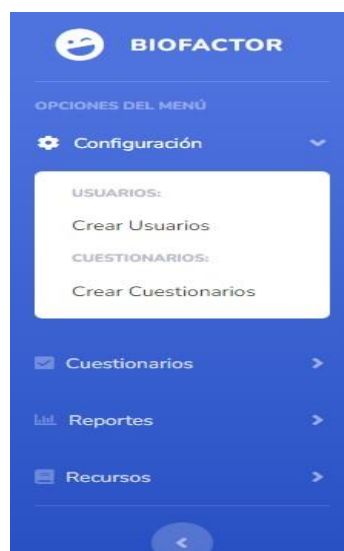 BIOFACTOR
OPCIONES DEL MENÚ
Configuración
USUARIOS:
Crear Usuarios
CUESTIONARIOS:
Crear Cuestionarios
Cuestionarios
Reportes
Recursos